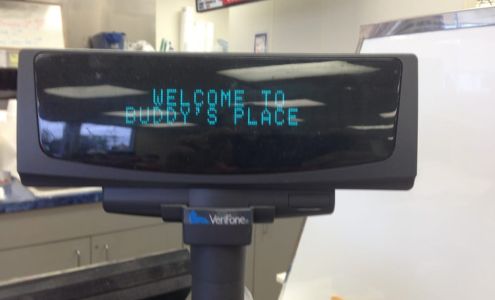 WELCOME TO
BUDDY'S PLACE
VeriFone